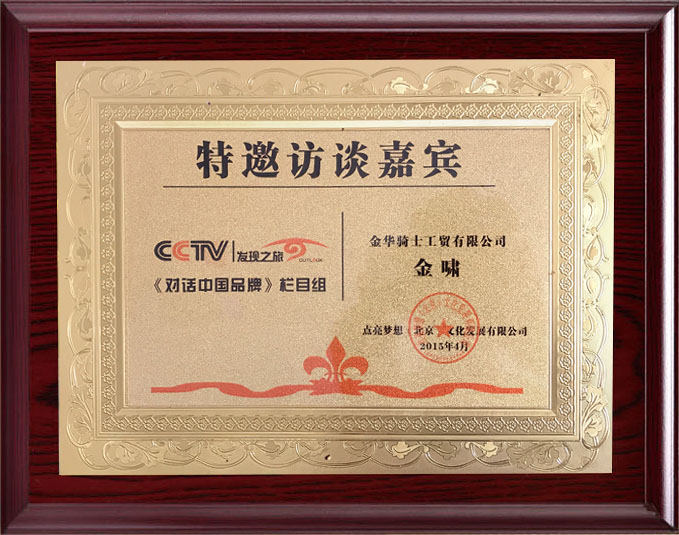 特邀访谈嘉宾
CCTV 发现之旅
《对话中国品牌》栏目组
金华骑士工贸有限公司
金啸
点亮梦想（北京）文化发展有限公司
2015年4月